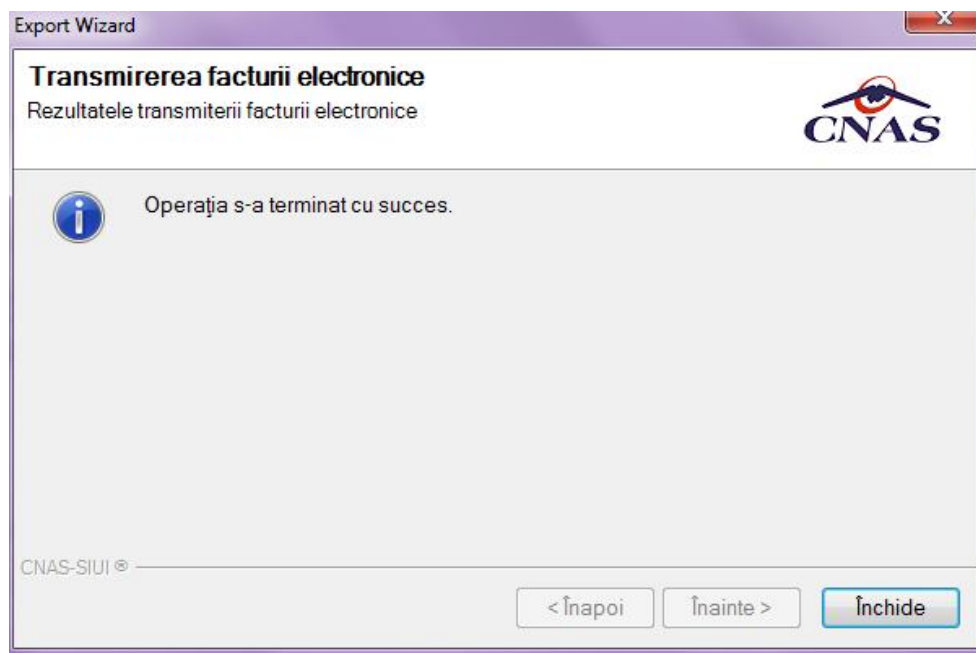 Export Wizard
Transmirerea facturii electronice
Rezultatele transmiterii facturii electronice
CNAS
Operaţia s-a terminat cu succes.
CNAS-SIUI ®
< Înapoi
Înainte >
Închide